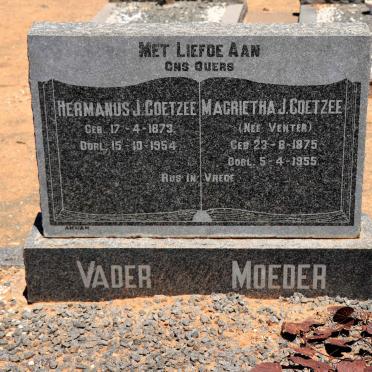 MET LIEFDE AAN
ONS OUERS
HERMANUS J. COETZEE
GEB. 17-4-1873.
OORL. 15-10-1954
MAGRIETHA J. COETZEE
(NEE VENTER)
GEB 23-8-1875.
OORL. 5-4-1955
RUS IN VREDE
VADER MOEDER